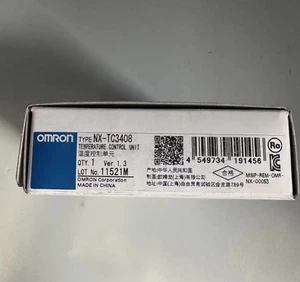 OMRON
TYPE NX-TC3408
TEMPERATURE CONTROL UNIT
温度控制单元
QTY. 1 Ver. 1.3
LOT No. 11521M
OMRON Corporation
MADE IN CHINA
4 549734 191456
合格
MSIP-REM-OMR-
NX-00053